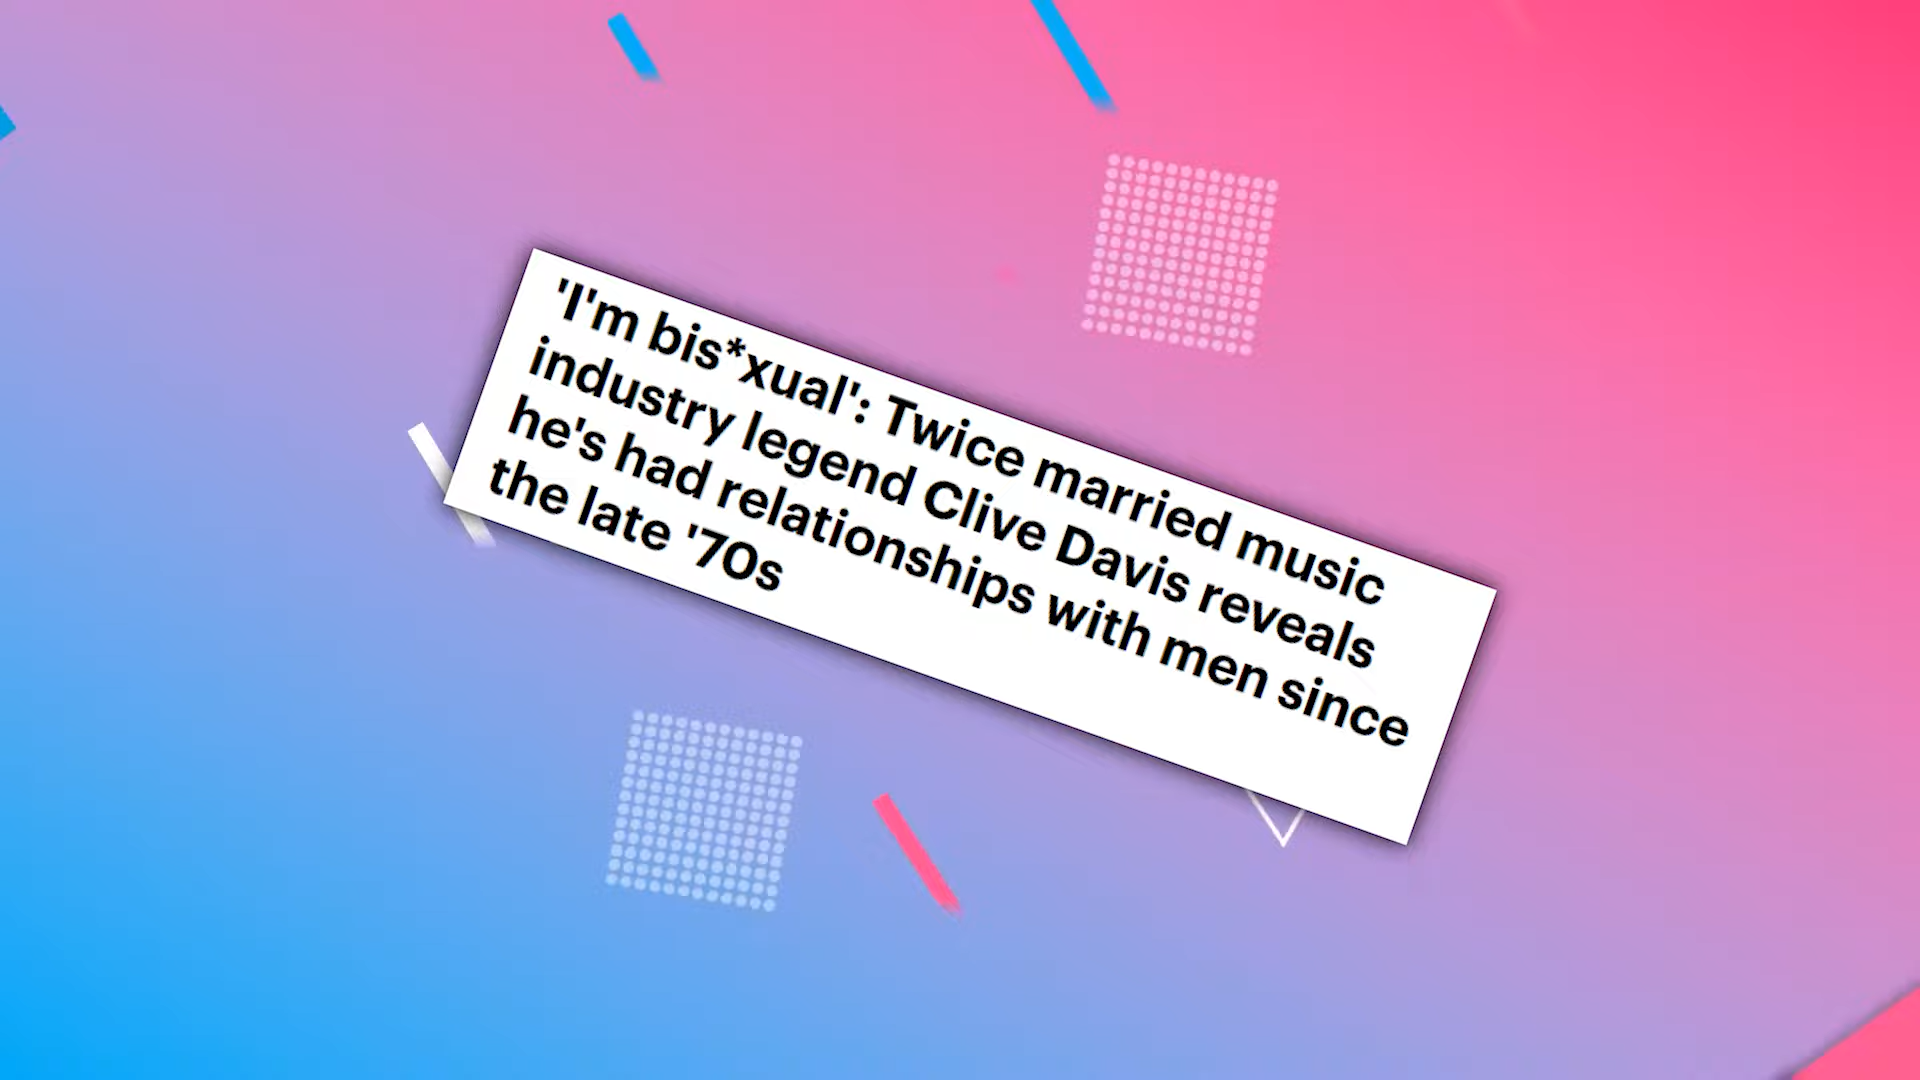 'I'm bis*xual': Twice married music
industry legend Clive Davis reveals
he's had relationships with men since
the late '70s